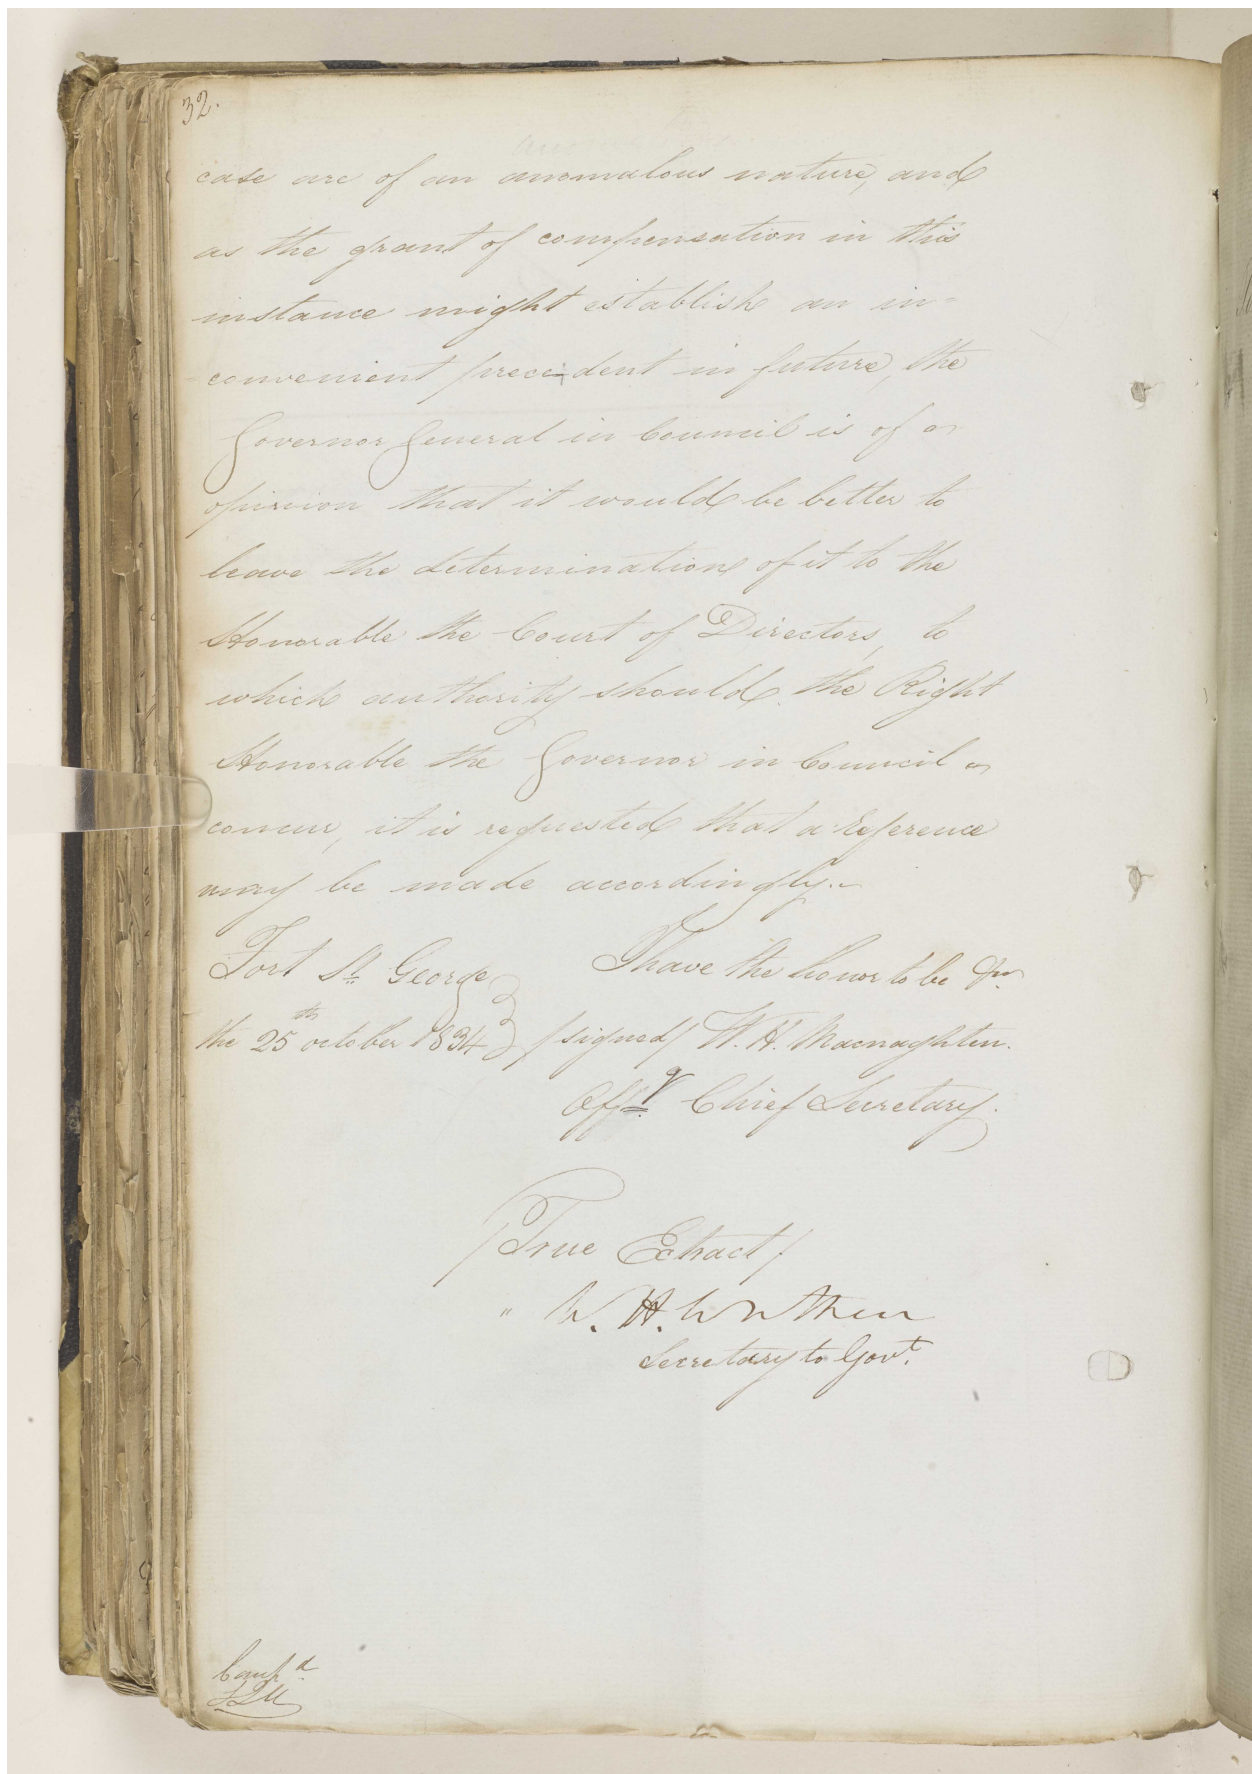 32.
case are of an anomalous nature, and
as the grant of compensation in this
instance might establish an in=
convenient precedent in future, the
Governor General in Council is of
opinion that it would be better to
leave the determination of it to the
Honorable the Court of Directors, to
which authority should the Right
Honorable the Governor in Council
concur, it is requested that a reference
may be made accordingly.
Fort St. George I have the honor to be &c
the 25th october 1834 /signed/ W. H. Macnaghten.
Offg Chief Secretary.
/True Extract/
" W. H. Wathen
Secretary to Govt.
Compd